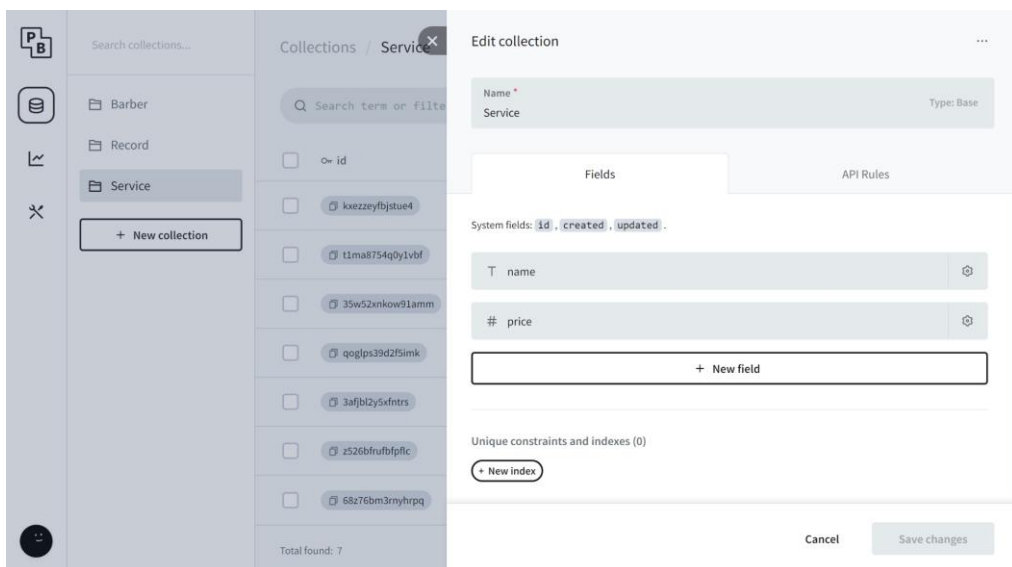 P
B
Search collections...
Barber
Record
Service
+ New collection
Collections / Service
Search term or filte
id
kxezzeyfbjstue4
t1ma8754q0y1vbf
35w52xnkow91amm
qoglps39d2f5imk
3afjbl2y5xfntrs
z526bfrufbfpflc
68z76bm3rnyhrpq
Total found: 7
Edit collection
...
Name *
Service
Type: Base
Fields
API Rules
System fields: id , created , updated .
T name
# price
+ New field
Unique constraints and indexes (0)
+ New index
Cancel
Save changes